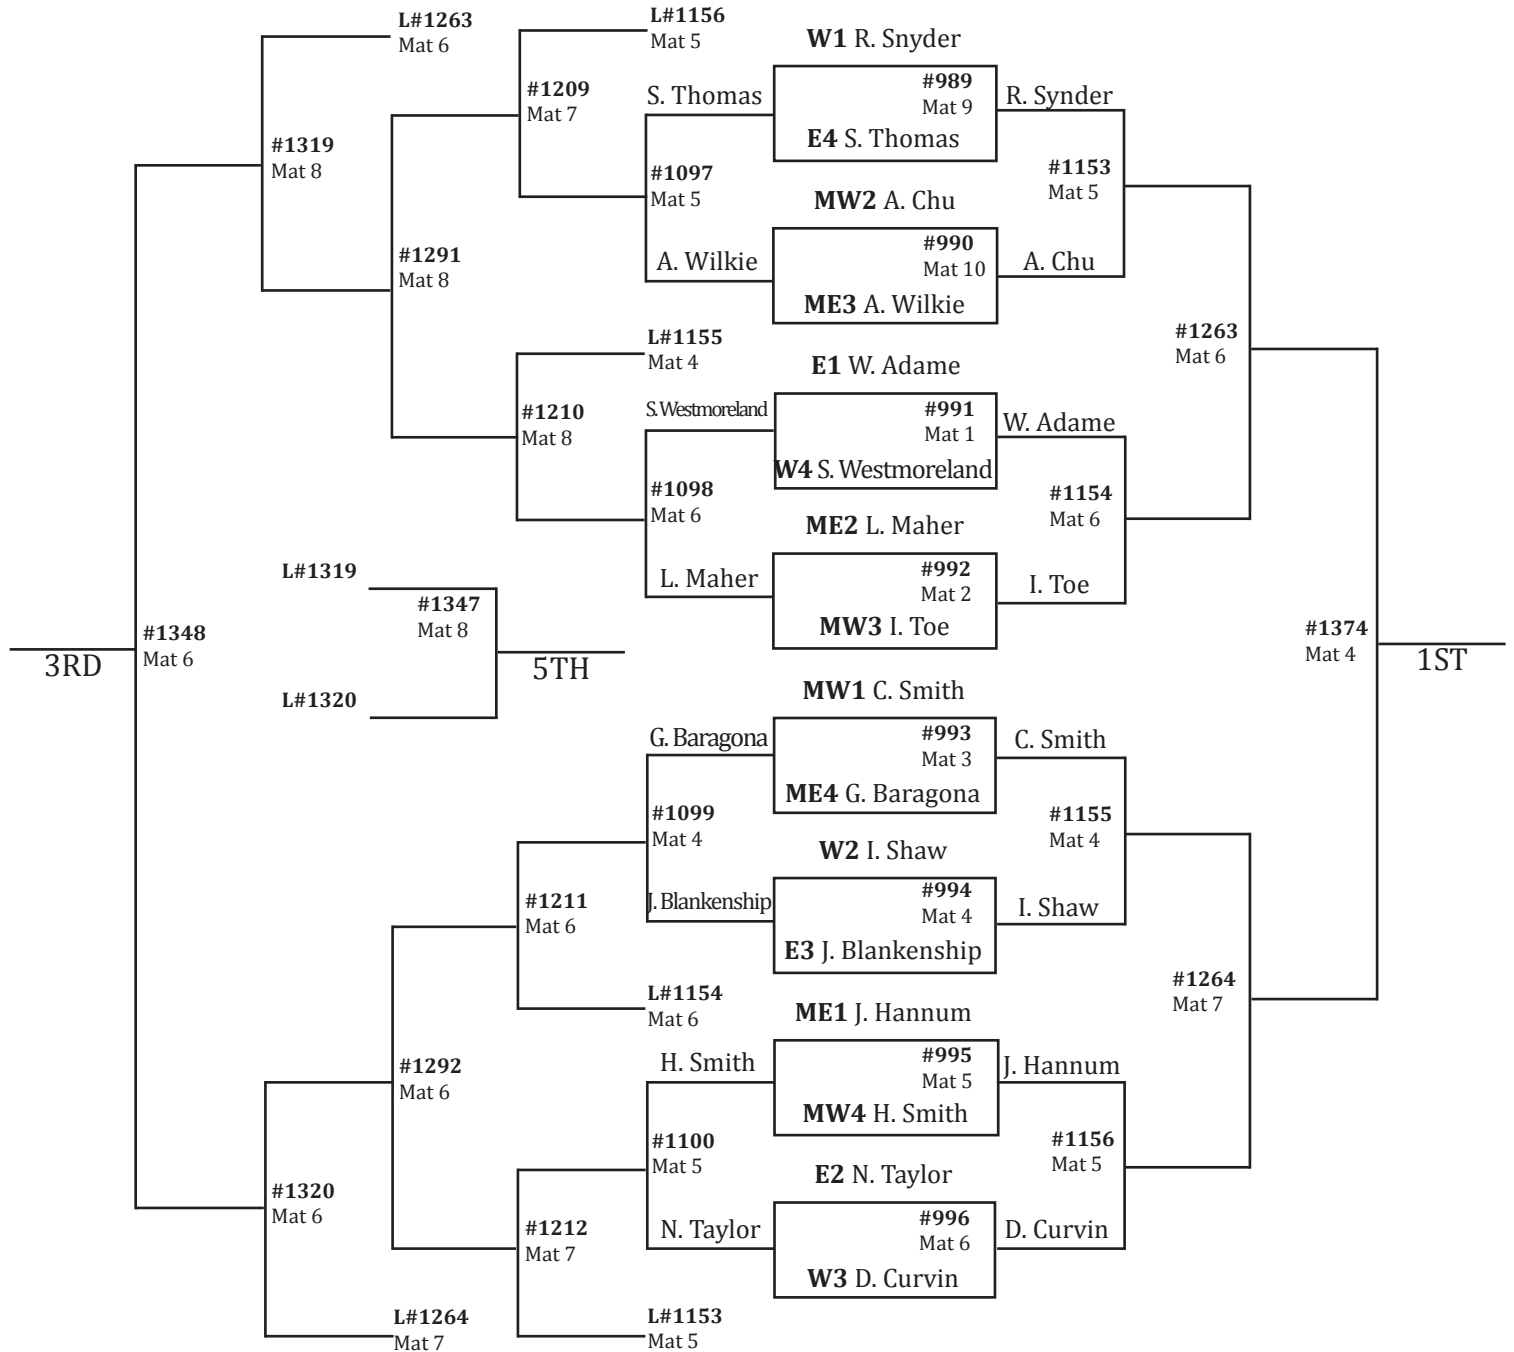 L#1263
Mat 6
L#1156
Mat 5
W1 R. Snyder
#1209
Mat 7
S. Thomas
#989
Mat 9
R. Synder
E4 S. Thomas
#1319
Mat 8
#1097
Mat 5
#1153
Mat 5
MW2 A. Chu
#1291
Mat 8
A. Wilkie
#990
Mat 10
A. Chu
ME3 A. Wilkie
L#1155
Mat 4
#1263
Mat 6
E1 W. Adame
#1210
Mat 8
S. Westmoreland
#991
Mat 1
W. Adame
W4 S. Westmoreland
#1098
Mat 6
#1154
Mat 6
ME2 L. Maher
L#1319
L. Maher
#992
Mat 2
I. Toe
MW3 I. Toe
#1347
Mat 8
#1348
Mat 6
3RD
5TH
#1374
Mat 4
1ST
L#1320
MW1 C. Smith
G. Baragona
#993
Mat 3
C. Smith
ME4 G. Baragona
#1099
Mat 4
#1155
Mat 4
W2 I. Shaw
#1211
Mat 6
J. Blankenship
#994
Mat 4
I. Shaw
E3 J. Blankenship
L#1154
Mat 6
#1264
Mat 7
ME1 J. Hannum
#1292
Mat 6
H. Smith
#995
Mat 5
J. Hannum
MW4 H. Smith
#1100
Mat 5
#1156
Mat 5
E2 N. Taylor
#1320
Mat 6
#1212
Mat 7
N. Taylor
#996
Mat 6
D. Curvin
W3 D. Curvin
L#1264
Mat 7
L#1153
Mat 5